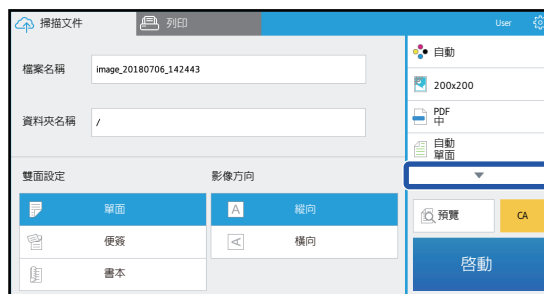 掃描文件
列印
User
檔案名稱
image_20180706_142443
資料夾名稱
/
雙面設定
影像方向
單面
便簽
書本
A 縱向
A 橫向
自動
200x200
PDF
中
自動
單面
預覽
CA
啓動